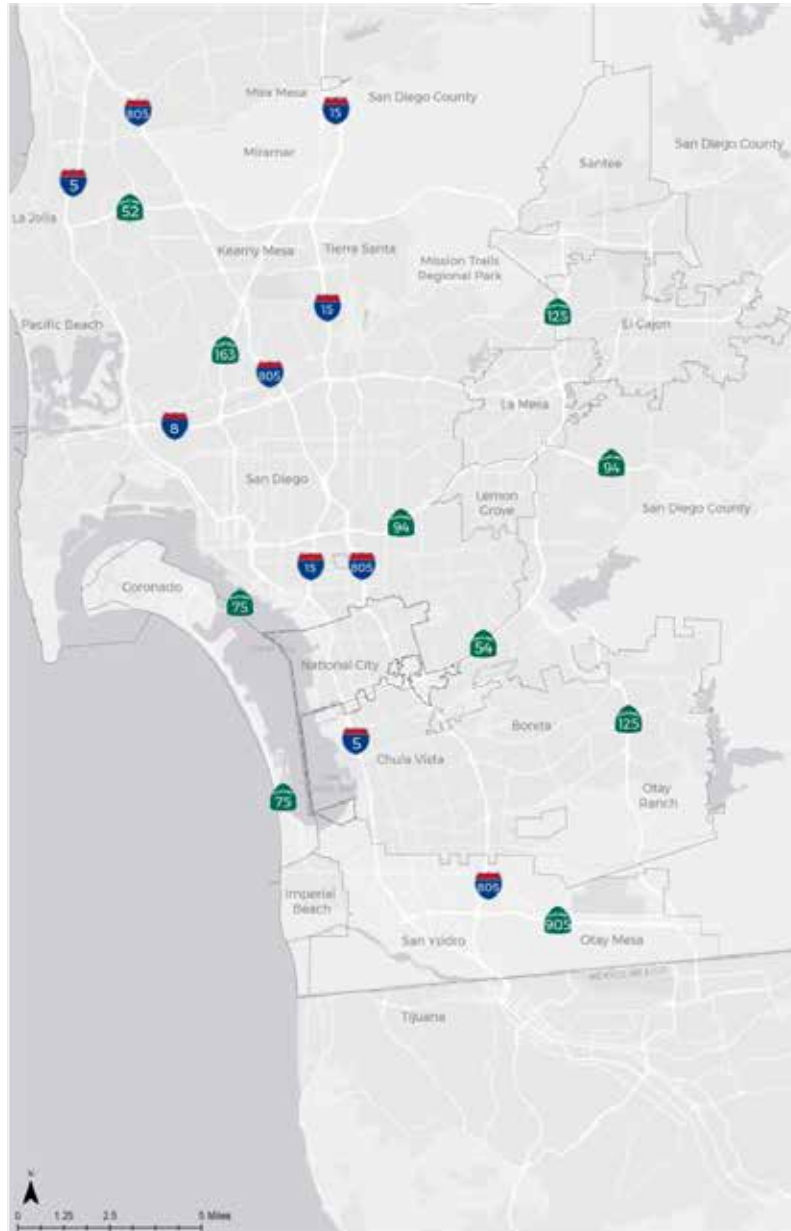 Mira Mesa
San Diego County
805
15
Miramar
Santee
San Diego County
5
52
La Jolla
Kearny Mesa
Tierra Santa
Mission Trails
Regional Park
15
125
El Cajon
Pacific Beach
163
805
La Mesa
8
94
San Diego
Lemon
Grove
San Diego County
94
15
805
Coronado
75
54
National City
125
5
Bonita
Chula Vista
Otay
Ranch
75
805
Imperial
Beach
905
San Ysidro
Otay Mesa
Tijuana
N
0
1.25
2.5
5 Miles